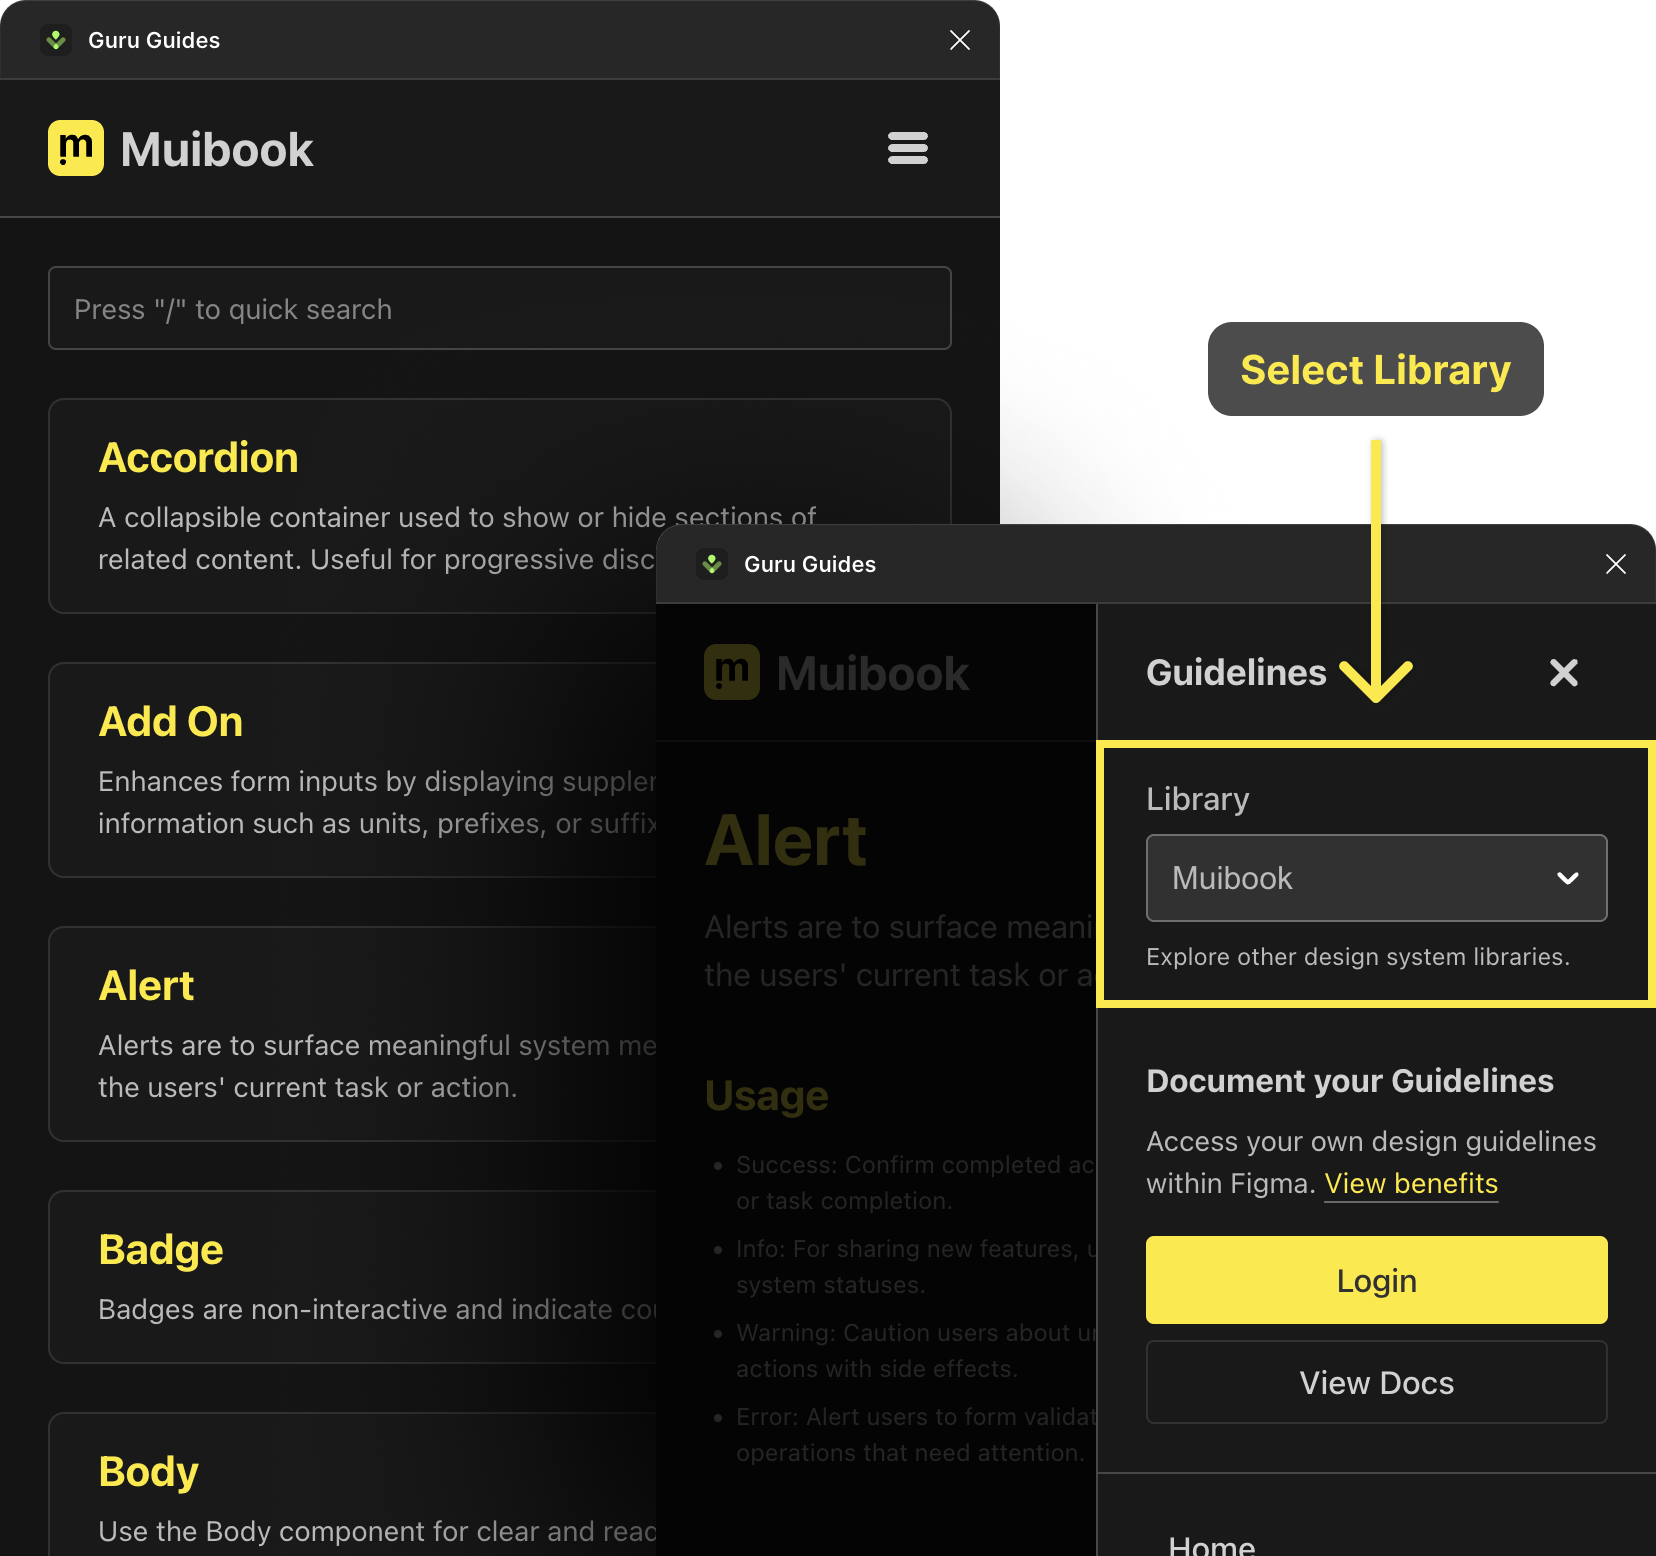 Guru Guides
m Muibook
Press "/" to quick search
Accordion
A collapsible container used to show or hide sections of
related content. Useful for progressive disc
Add On
Enhances form inputs by displaying supplem
information such as units, prefixes, or suffix
Alert
Alerts are to surface meaningful system me
the users' current task or action.
Badge
Badges are non-interactive and indicate cou
Body
Use the Body component for clear and read
Select Library
Guru Guides
m Muibook
Alert
Alerts are to surface meani
the users' current task or a
Usage
• Success: Confirm completed ac
or task completion.
• Info: For sharing new features, u
system statuses.
• Warning: Caution users about un
actions with side effects.
• Error: Alert users to form validat
operations that need attention.
Guidelines
Library
Muibook
Explore other design system libraries.
Document your Guidelines
Access your own design guidelines
within Figma. View benefits
Login
View Docs
Home